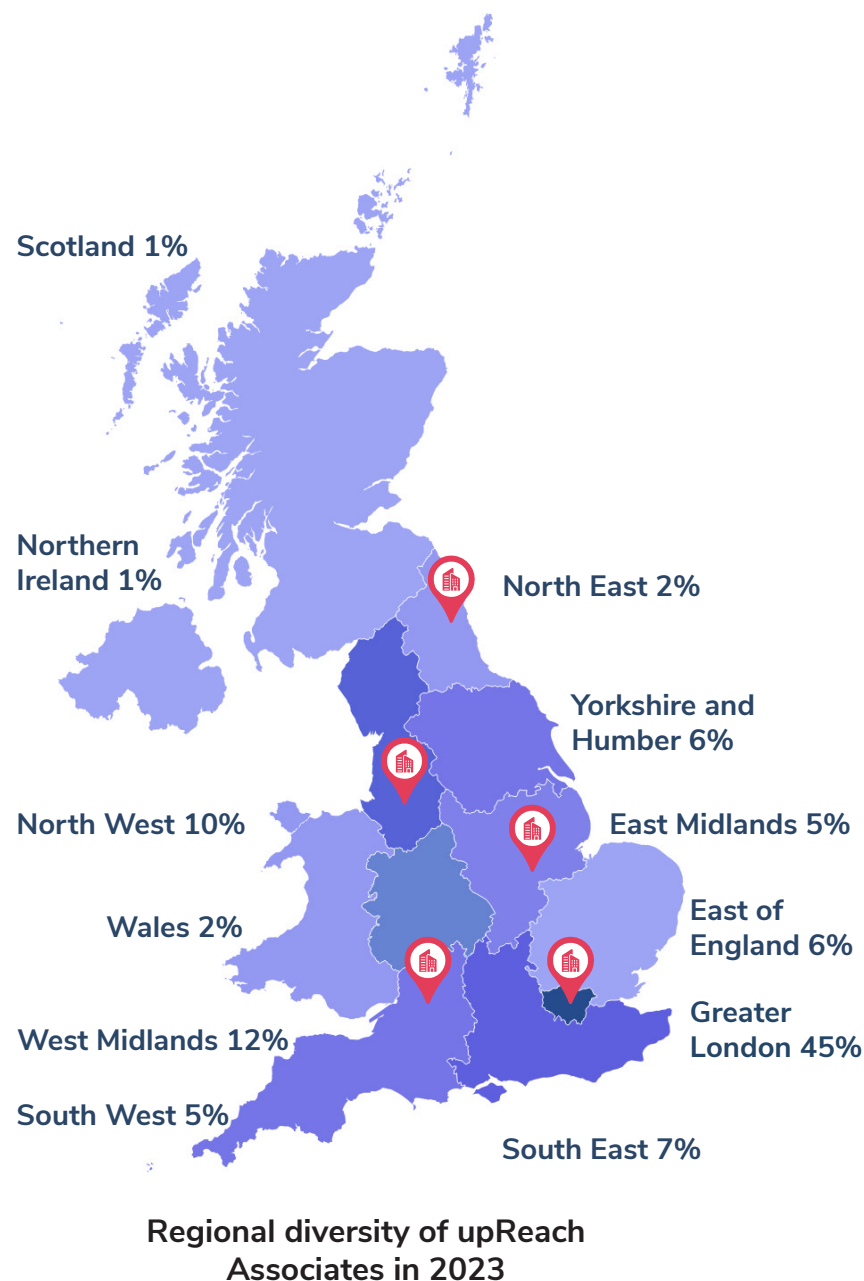 Scotland 1%
Northern
Ireland 1%
North East 2%
Yorkshire and
Humber 6%
North West 10%
East Midlands 5%
Wales 2%
East of
England 6%
West Midlands 12%
Greater
London 45%
South West 5%
South East 7%
Regional diversity of upReach
Associates in 2023